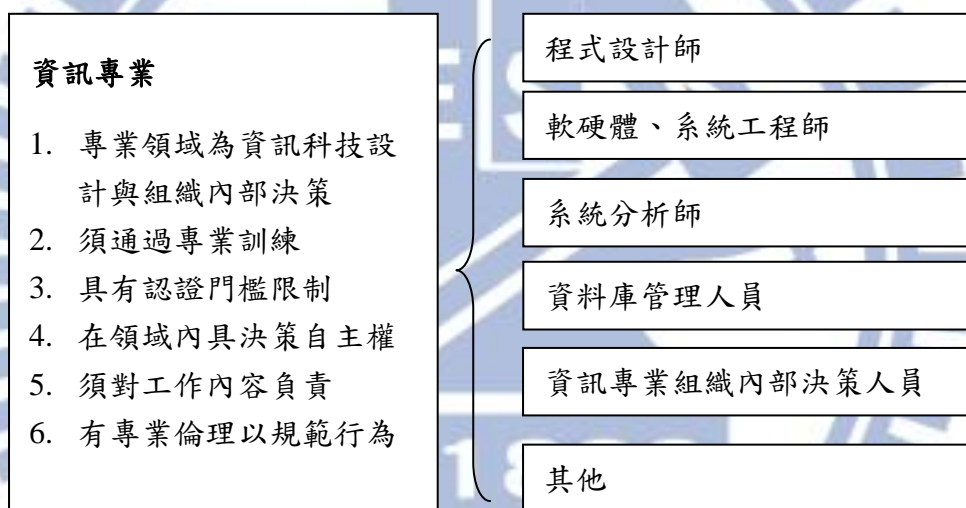 資訊專業
1. 專業領域為資訊科技設
計與組織內部決策
2. 須通過專業訓練
3. 具有認證門檻限制
4. 在領域內具決策自主權
5. 須對工作內容負責
6. 有專業倫理以規範行為
程式設計師
軟硬體、系統工程師
系統分析師
資料庫管理人員
資訊專業組織內部決策人員
其他